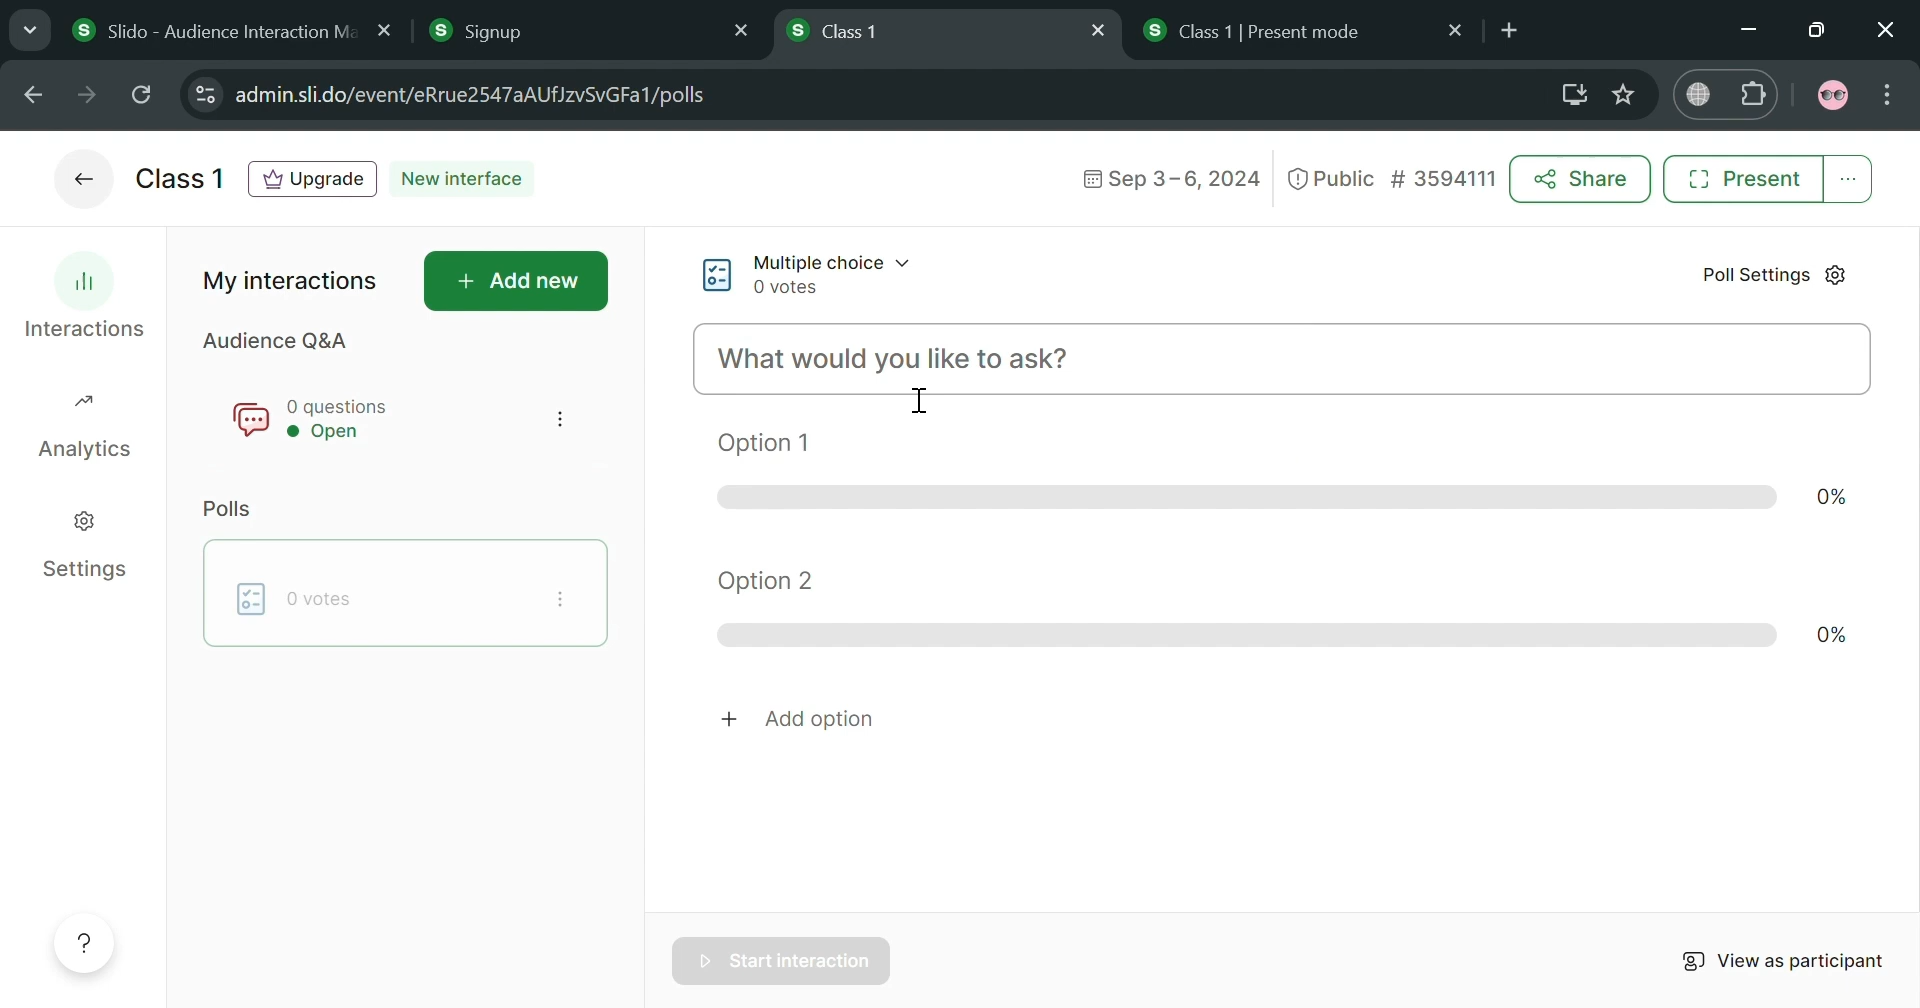 Slido - Audience Interaction Ma
Signup
Class 1
Class 1 | Present mode
admin.sli.do/event/eRrue2547aAUfJzvSvGFa1/polls
Class 1
Upgrade
New interface
Sep 3-6, 2024
Public
# 3594111
Share
Present
Interactions
Analytics
Settings
?
My interactions
+ Add new
Audience Q&A
0 questions
Open
Polls
0 votes
Multiple choice
0 votes
Poll Settings
What would you like to ask?
Option 1
0%
Option 2
0%
+ Add option
Start interaction
View as participant